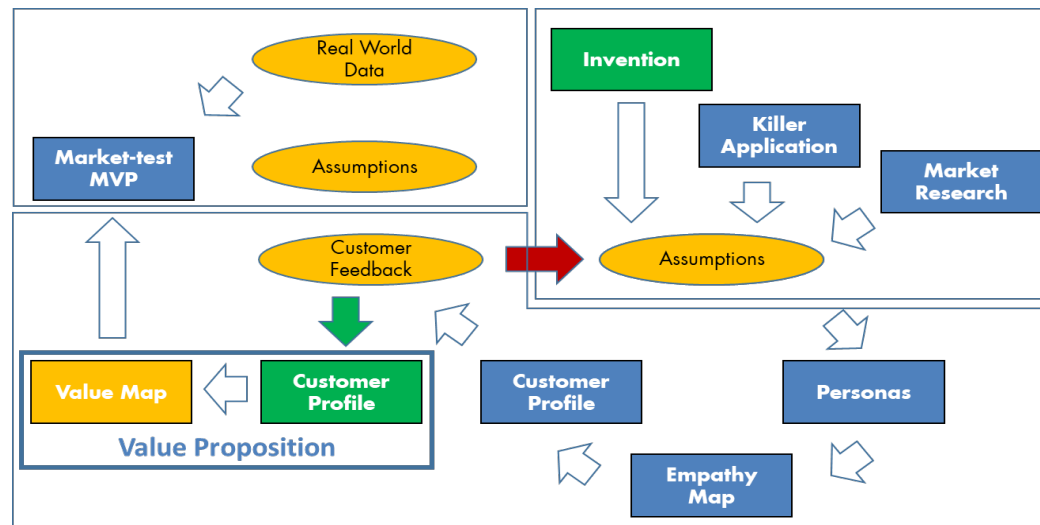 Real World
Data
Market-test
MVP
Assumptions
Invention
Killer
Application
Market
Research
Customer
Feedback
Assumptions
Value Map
Customer
Profile
Value Proposition
Customer
Profile
Personas
Empathy
Map